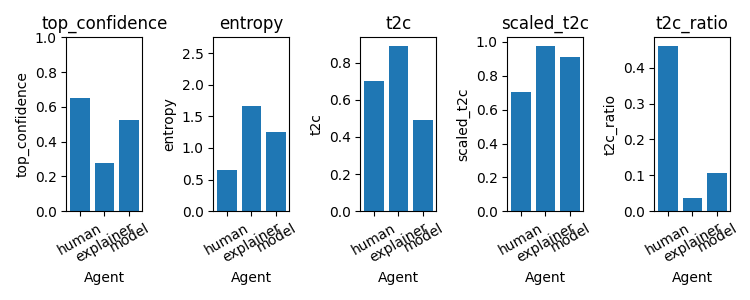 top_confidence
entropy
t2c
scaled_t2c
t2c_ratio
top_confidence
1.0
0.8
0.6
0.4
0.2
0.0
human
explainer
model
Agent
entropy
2.5
2.0
1.5
1.0
0.5
0.0
human
explainer
model
Agent
t2c
0.8
0.6
0.4
0.2
0.0
human
explainer
model
Agent
scaled_t2c
1.0
0.8
0.6
0.4
0.2
0.0
human
explainer
model
Agent
t2c_ratio
0.4
0.3
0.2
0.1
0.0
human
explainer
model
Agent